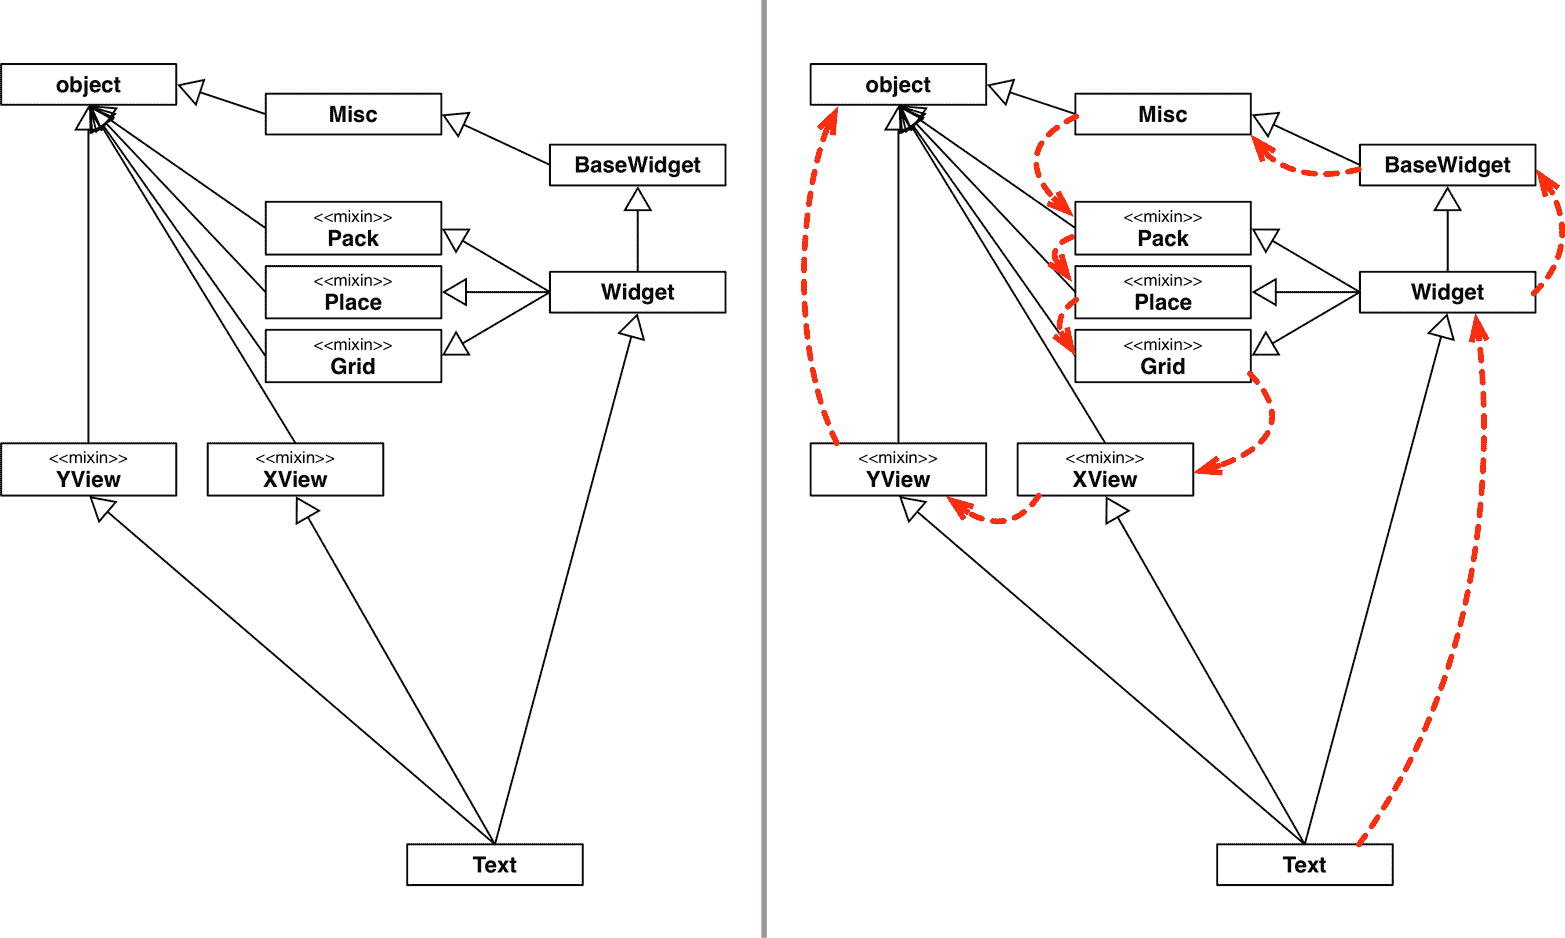 object
Misc
BaseWidget
<<mixin>>
Pack
<<mixin>>
Place
Widget
<<mixin>>
Grid
<<mixin>>
YView
<<mixin>>
XView
Text
object
Misc
BaseWidget
<<mixin>>
Pack
<<mixin>>
Place
Widget
<<mixin>>
Grid
<<mixin>>
YView
<<mixin>>
XView
Text